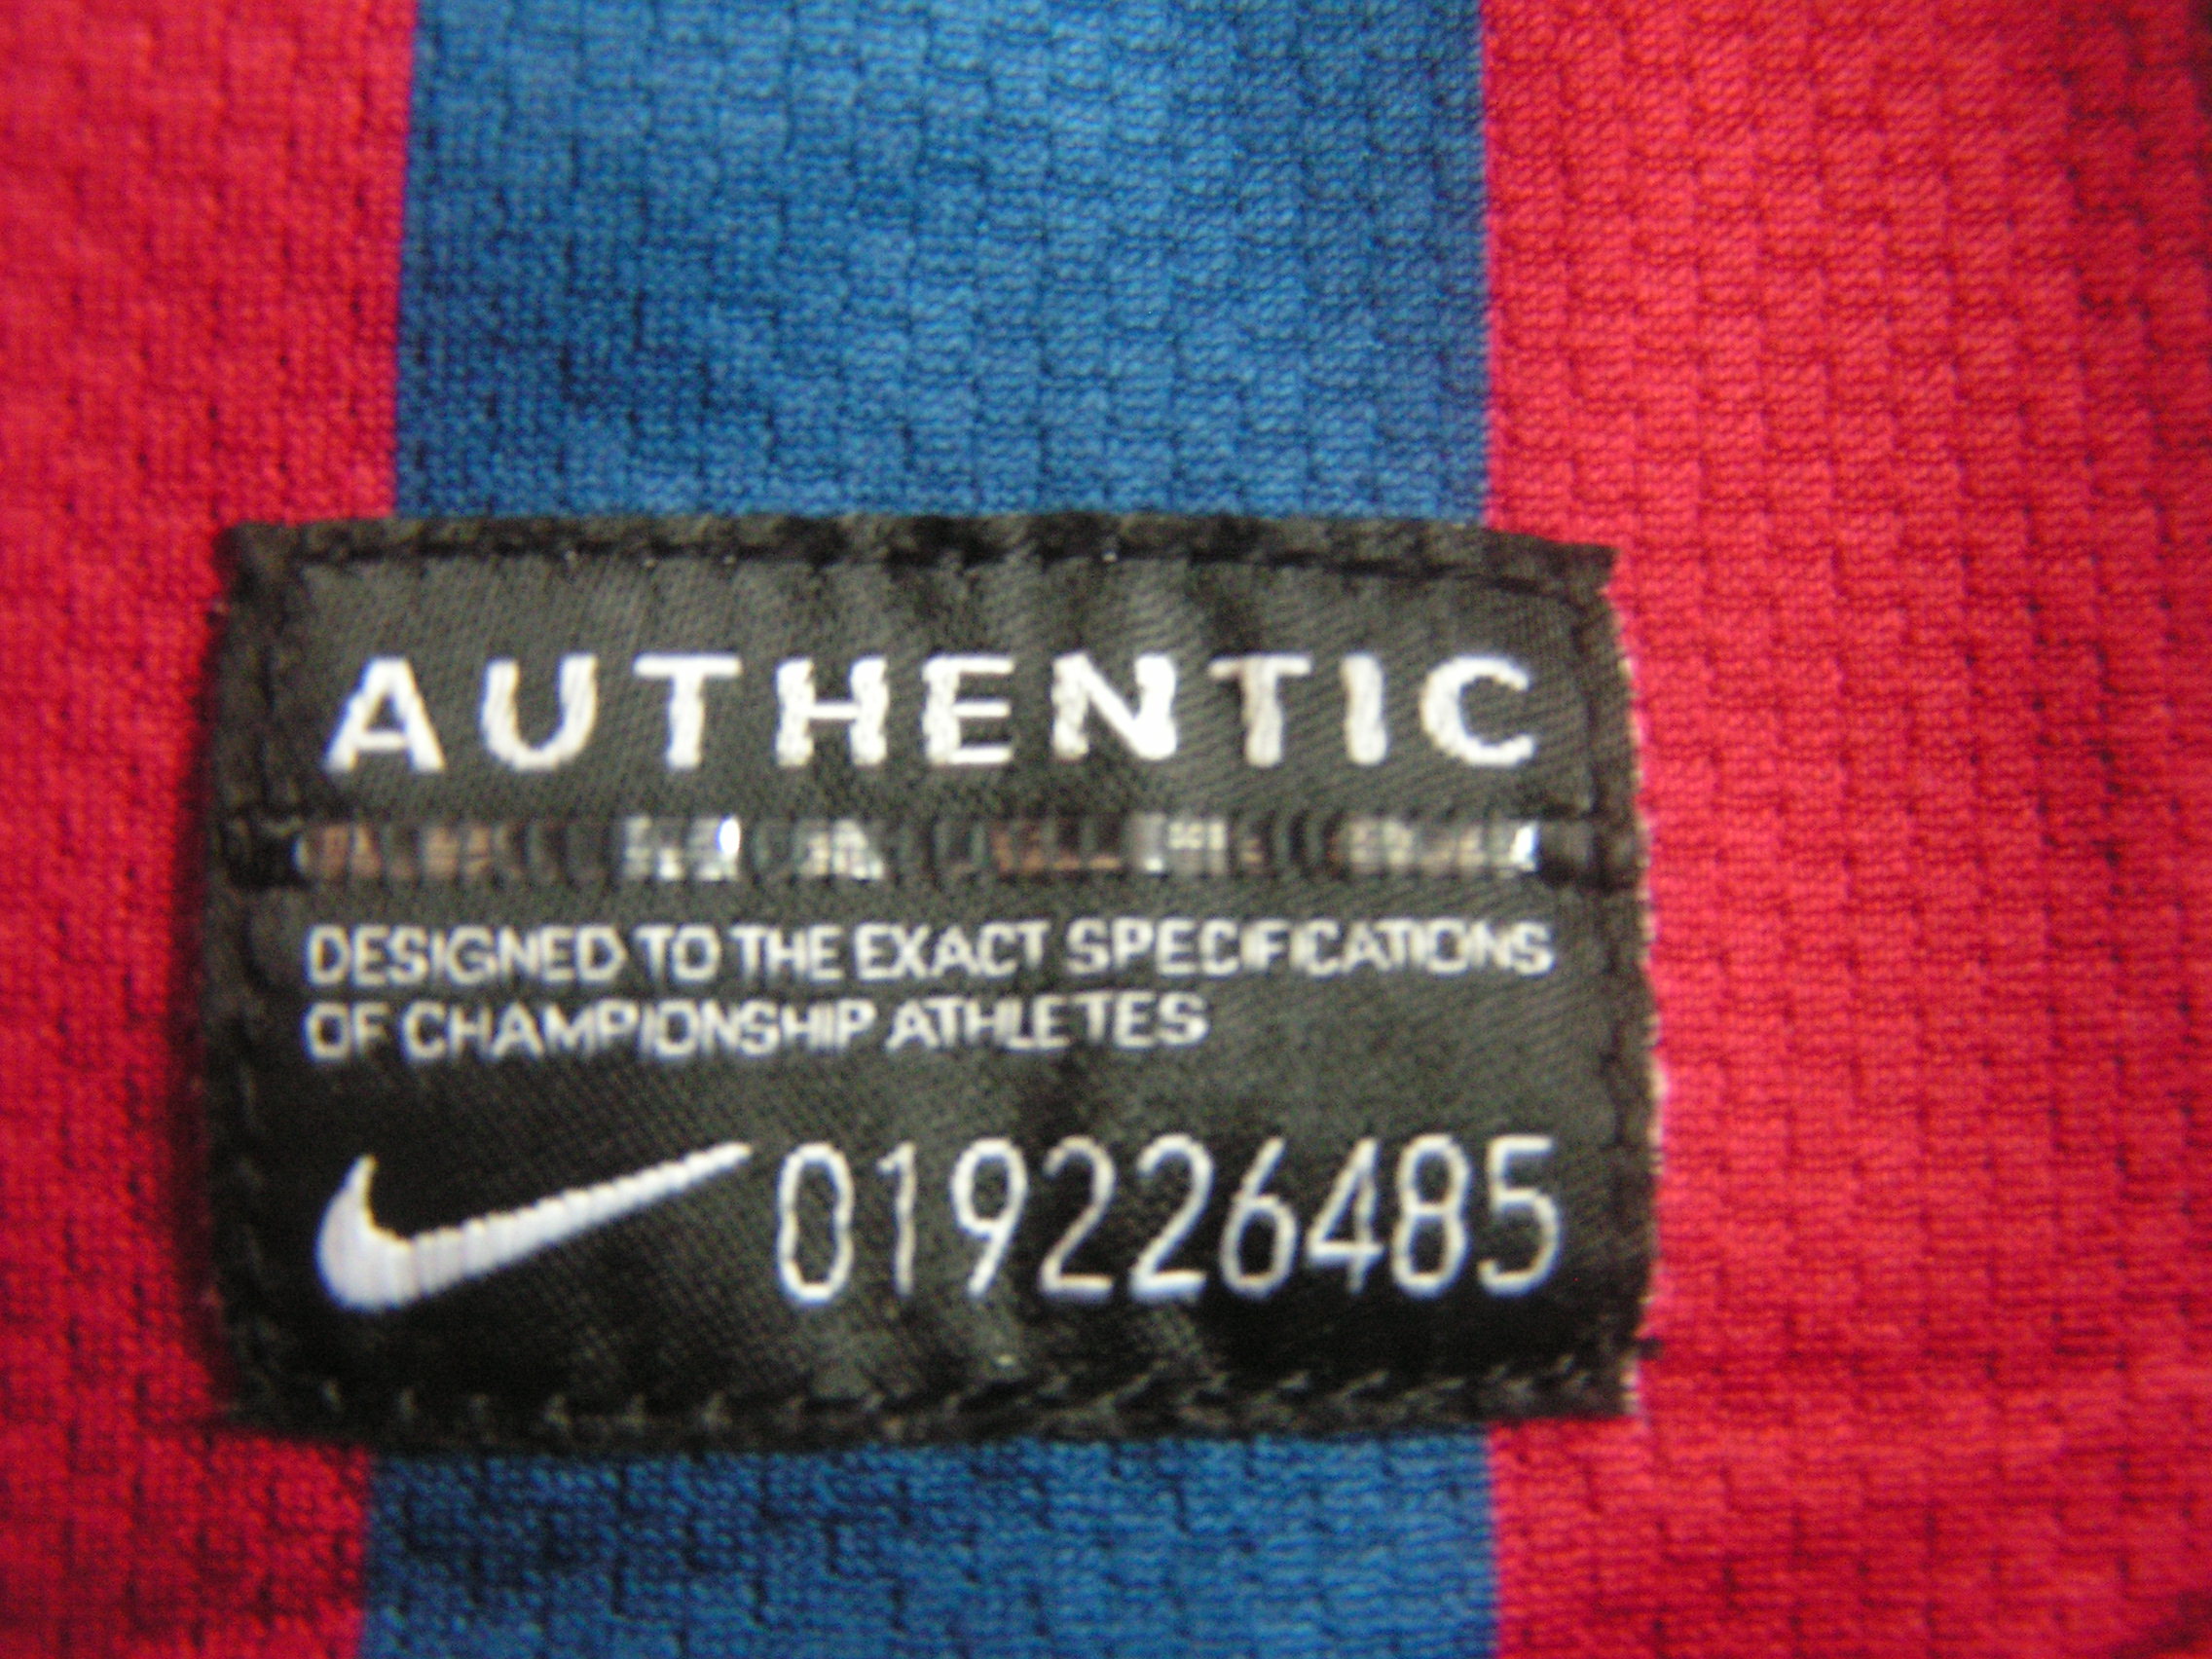 AUTHENTIC
DESIGNED TO THE EXACT SPECIFICATIONS
OF CHAMPIONSHIP ATHLETES
019226485